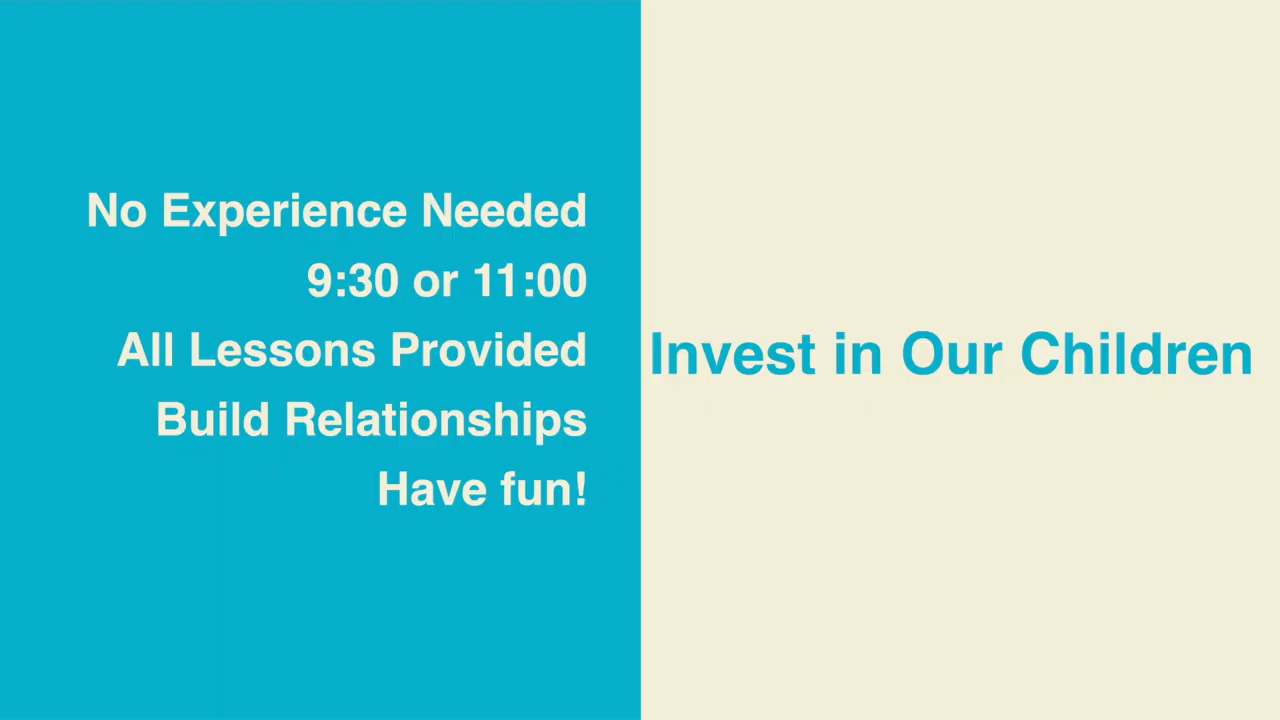 No Experience Needed
9:30 or 11:00
All Lessons Provided
Build Relationships
Have fun!
Invest in Our Children